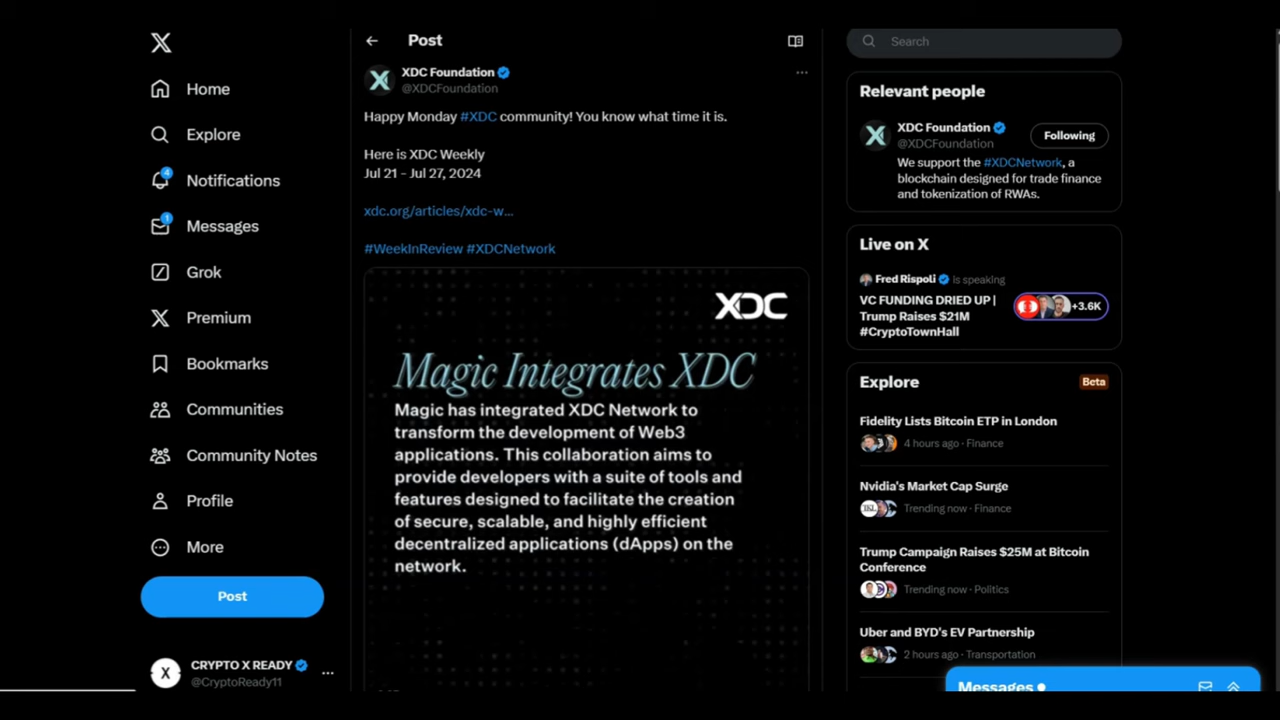 Home
Explore
4
Notifications
1
Messages
Grok
Premium
Bookmarks
Communities
Community Notes
Profile
More
Post
CRYPTO X READY
@CryptoReady11
Post
XDC Foundation
@XDCFoundation
Happy Monday #XDC community! You know what time it is.
Here is XDC Weekly
Jul 21 - Jul 27, 2024
xdc.org/articles/xdc-w...
#WeekInReview #XDCNetwork
XDC
Magic Integrates XDC
Magic has integrated XDC Network to
transform the development of Web3
applications. This collaboration aims to
provide developers with a suite of tools and
features designed to facilitate the creation
of secure, scalable, and highly efficient
decentralized applications (dApps) on the
network.
Search
Relevant people
XDC Foundation
@XDCFoundation
Following
We support the #XDCNetwork, a
blockchain designed for trade finance
and tokenization of RWAs.
Live on X
Fred Rispoli is speaking
VC FUNDING DRIED UP |
Trump Raises $21M
#CryptoTownHall
+3.6K
Explore
Beta
Fidelity Lists Bitcoin ETP in London
4 hours ago · Finance
Nvidia's Market Cap Surge
Trending now · Finance
Trump Campaign Raises $25M at Bitcoin
Conference
Trending now · Politics
Uber and BYD's EV Partnership
2 hours ago · Transportation
Messages